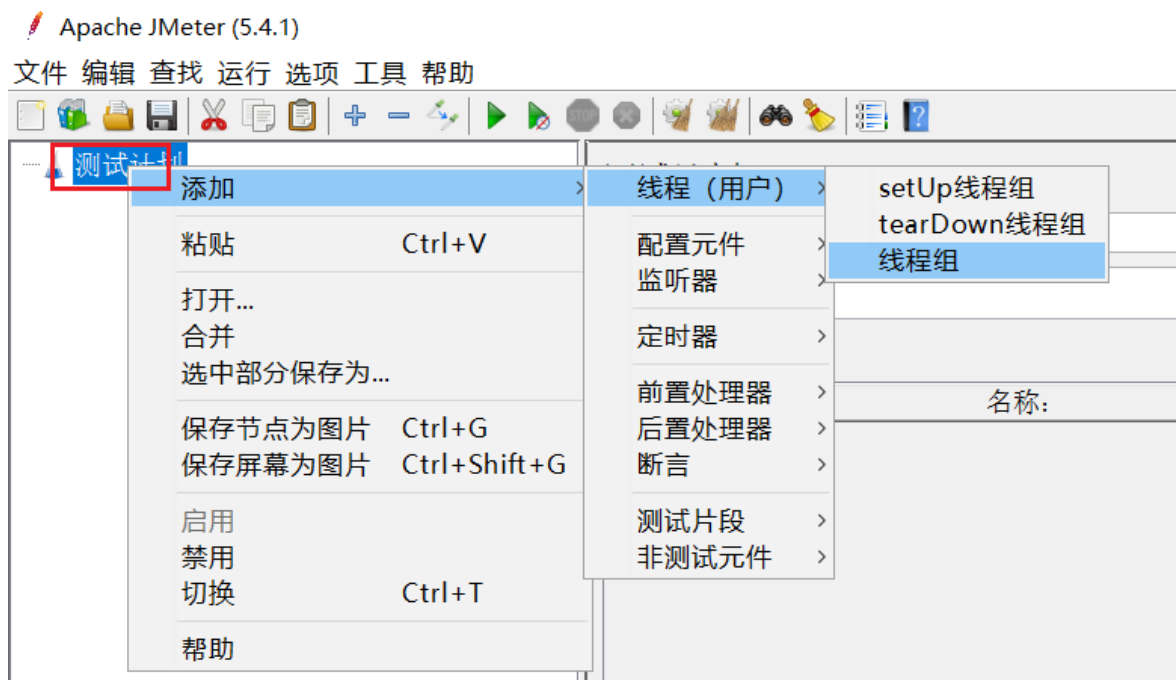 Apache JMeter (5.4.1)
文件 编辑 查找 运行 选项 工具 帮助
STOP
测试计划
添加
粘贴 Ctrl+V
打开...
合并
选中部分保存为...
保存节点为图片 Ctrl+G
保存屏幕为图片 Ctrl+Shift+G
启用
禁用
切换 Ctrl+T
帮助
线程（用户）
配置元件
监听器
定时器
前置处理器
后置处理器
断言
测试片段
非测试元件
setUp线程组
tearDown线程组
线程组
名称: